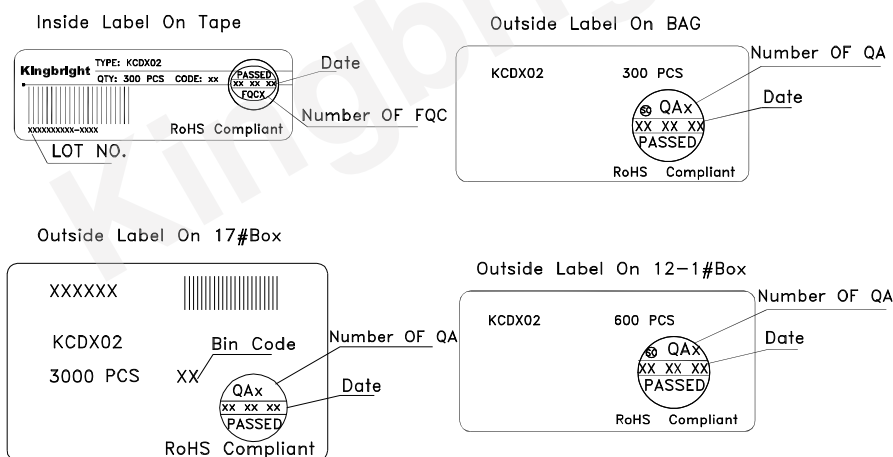 Inside Label On Tape
Kingbright
TYPE: KCDX02
QTY: 300 PCS CODE: xx
PASSED
XX XX XX
FQCX
XXXXXXXXXX-XXXX
RoHS Compliant
Date
Number OF FQC
LOT NO.
Outside Label On BAG
KCDX02 300 PCS
SC QAx
XX XX XX
PASSED
RoHS Compliant
Number OF QA
Date
Outside Label On 17#Box
XXXXXX
KCDX02
3000 PCS
Bin Code
XX
QAx
XX XX XX
PASSED
RoHS Compliant
Number OF QA
Date
Outside Label On 12-1#Box
KCDX02 600 PCS
SC QAx
XX XX XX
PASSED
RoHS Compliant
Number OF QA
Date
Kingbright